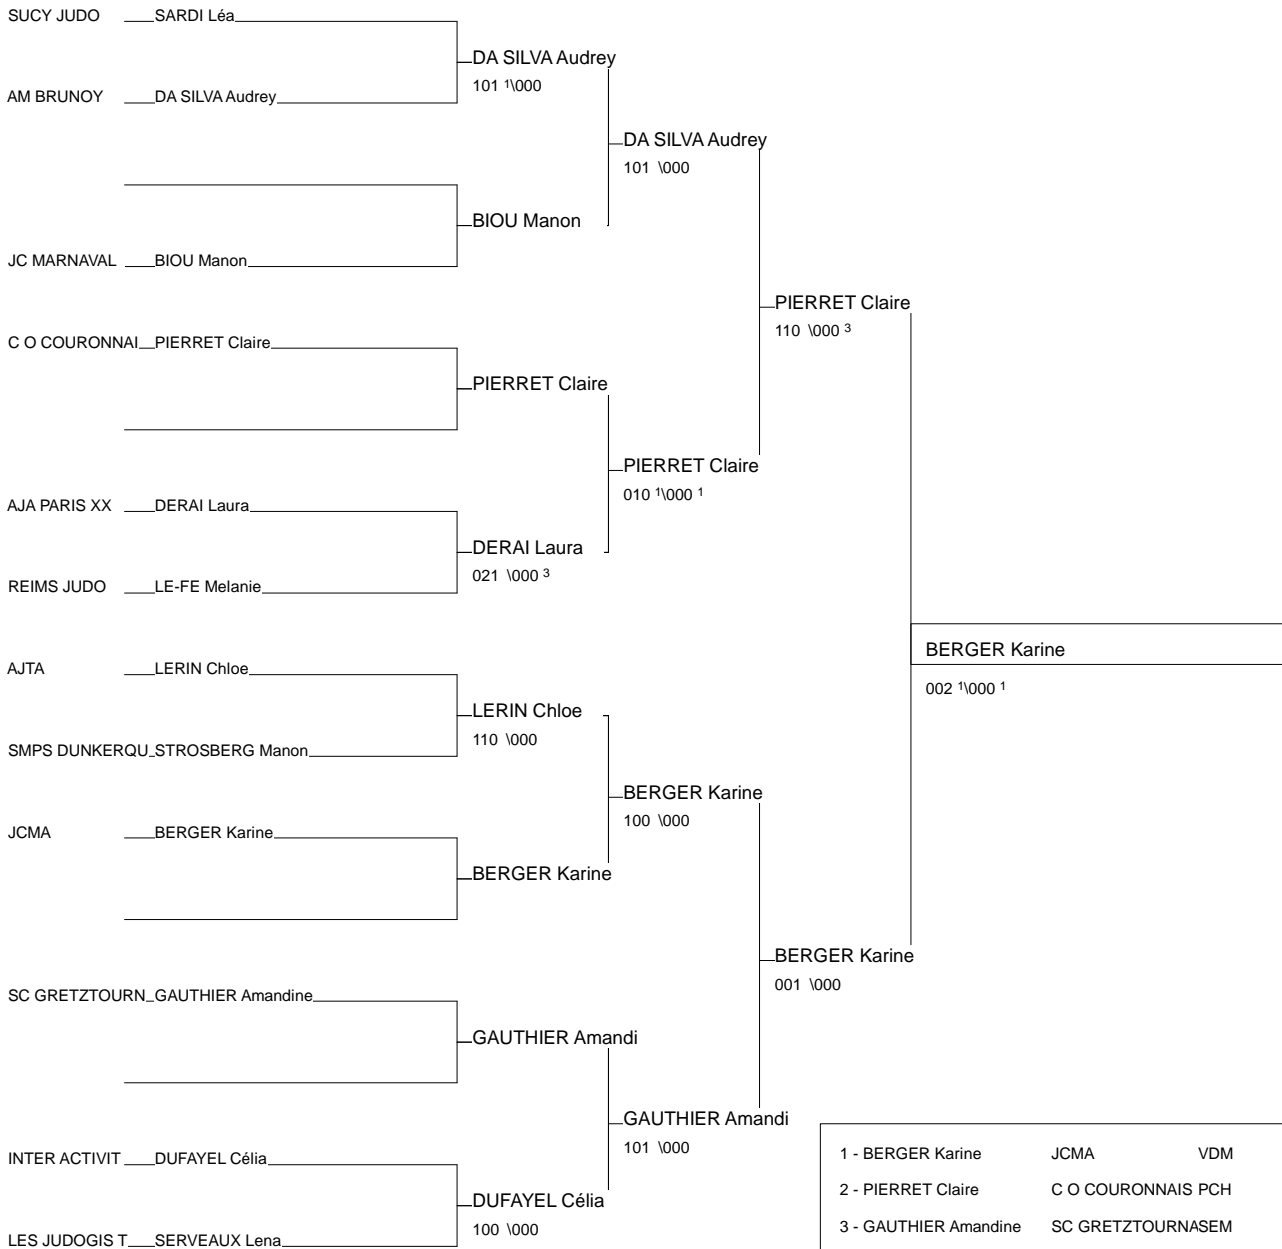 SUCY JUDO SARDI Léa
DA SILVA Audrey
101 ¹\000
AM BRUNOY DA SILVA Audrey
DA SILVA Audrey
101 \000
BIOU Manon
JC MARNAVAL BIOU Manon
PIERRET Claire
110 \000 ³
C O COURONNAI PIERRET Claire
PIERRET Claire
PIERRET Claire
010 ¹\000 ¹
AJA PARIS XX DERAI Laura
DERAI Laura
021 \000 ³
REIMS JUDO LE-FE Melanie
BERGER Karine
002 ¹\000 ¹
AJTA LERIN Chloe
LERIN Chloe
110 \000
SMPS DUNKERQU STROSBERG Manon
BERGER Karine
100 \000
JCMA BERGER Karine
BERGER Karine
BERGER Karine
001 \000
SC GRETZTOURN GAUTHIER Amandine
GAUTHIER Amandi
GAUTHIER Amandi
101 \000
INTER ACTIVIT DUFAYEL Célia
DUFAYEL Célia
100 \000
LES JUDOGIS T SERVEAUX Lena
1 - BERGER Karine JCMA VDM
2 - PIERRET Claire C O COURONNAIS PCH
3 - GAUTHIER Amandine SC GRETZTOURNASEM